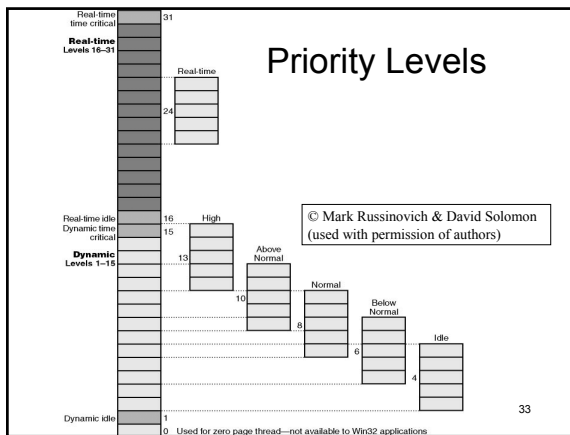 Priority Levels
Real-time
time critical
31
Real-time
Levels 16–31
Real-time
24
Real-time idle
16
Dynamic time
critical
15
High
© Mark Russinovich & David Solomon
(used with permission of authors)
Dynamic
Levels 1–15
13
Above
Normal
10
Normal
8
Below
Normal
6
Idle
4
33
Dynamic idle
1
0 Used for zero page thread—not available to Win32 applications